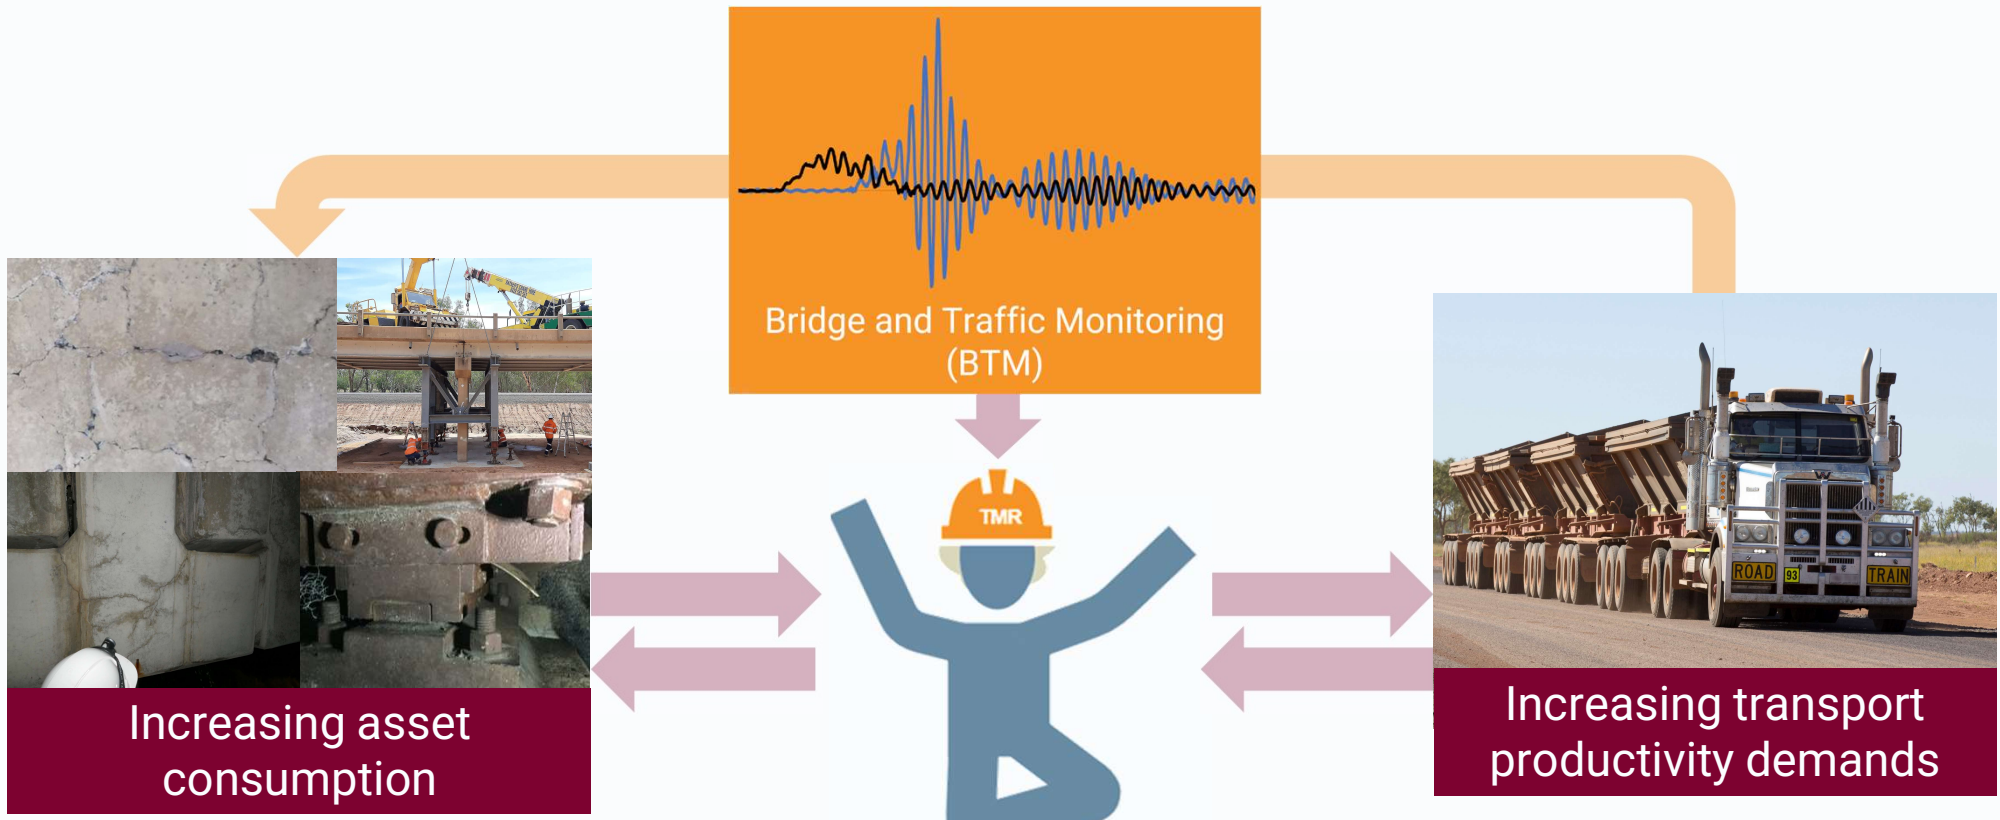 Bridge and Traffic Monitoring
(BTM)
TMR
ROAD
93
TRAIN
Increasing asset
consumption
Increasing transport
productivity demands